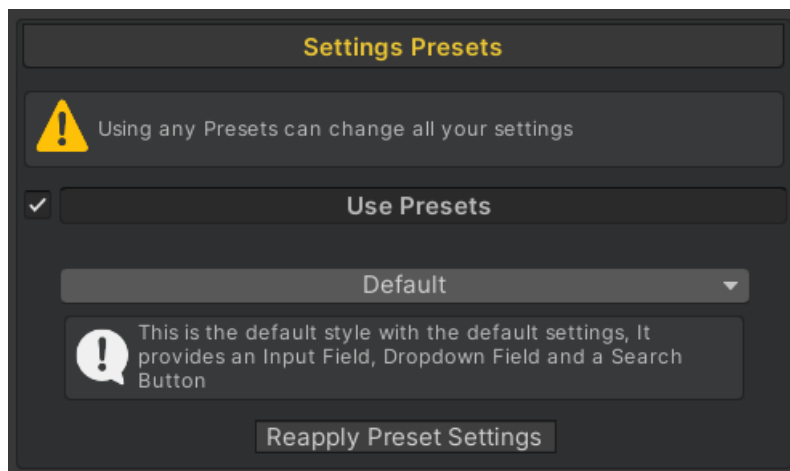 Settings Presets
Using any Presets can change all your settings
Use Presets
Default
This is the default style with the default settings, It
provides an Input Field, Dropdown Field and a Search
Button
Reapply Preset Settings